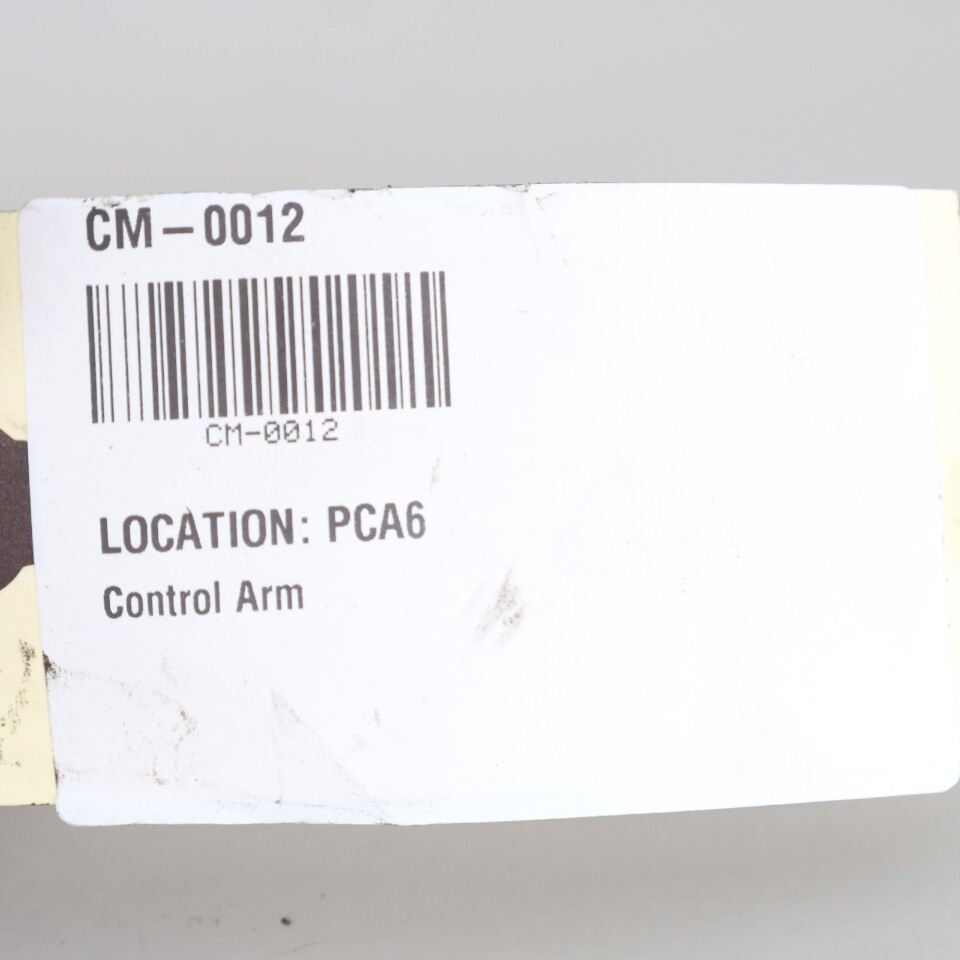 CM-0012
CM-0012
LOCATION: PCA6
Control Arm